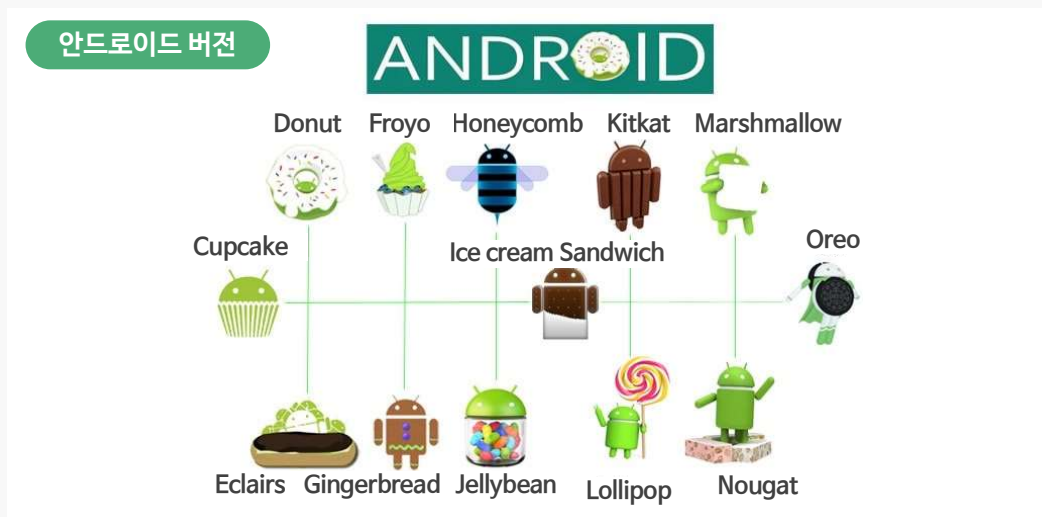 안드로이드 버전
ANDROID
Donut Froyo Honeycomb Kitkat Marshmallow
Cupcake Ice cream Sandwich Oreo
Eclairs Gingerbread Jellybean Lollipop Nougat